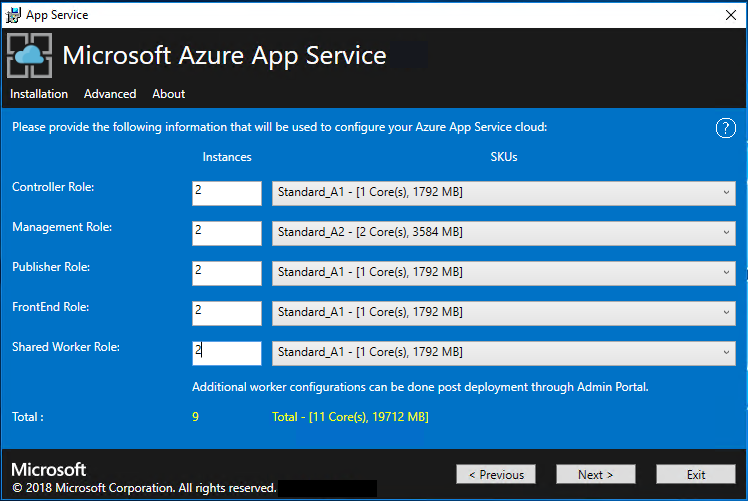 App Service
Microsoft Azure App Service
Installation Advanced About
Please provide the following information that will be used to configure your Azure App Service cloud: ?
Instances SKUs
Controller Role: 2 Standard_A1 - [1 Core(s), 1792 MB]
Management Role: 2 Standard_A2 - [2 Core(s), 3584 MB]
Publisher Role: 2 Standard_A1 - [1 Core(s), 1792 MB]
FrontEnd Role: 2 Standard_A1 - [1 Core(s), 1792 MB]
Shared Worker Role: 2 Standard_A1 - [1 Core(s), 1792 MB]
Additional worker configurations can be done post deployment through Admin Portal.
Total : 9 Total - [11 Core(s), 19712 MB]
Microsoft
© 2018 Microsoft Corporation. All rights reserved.
< Previous Next > Exit